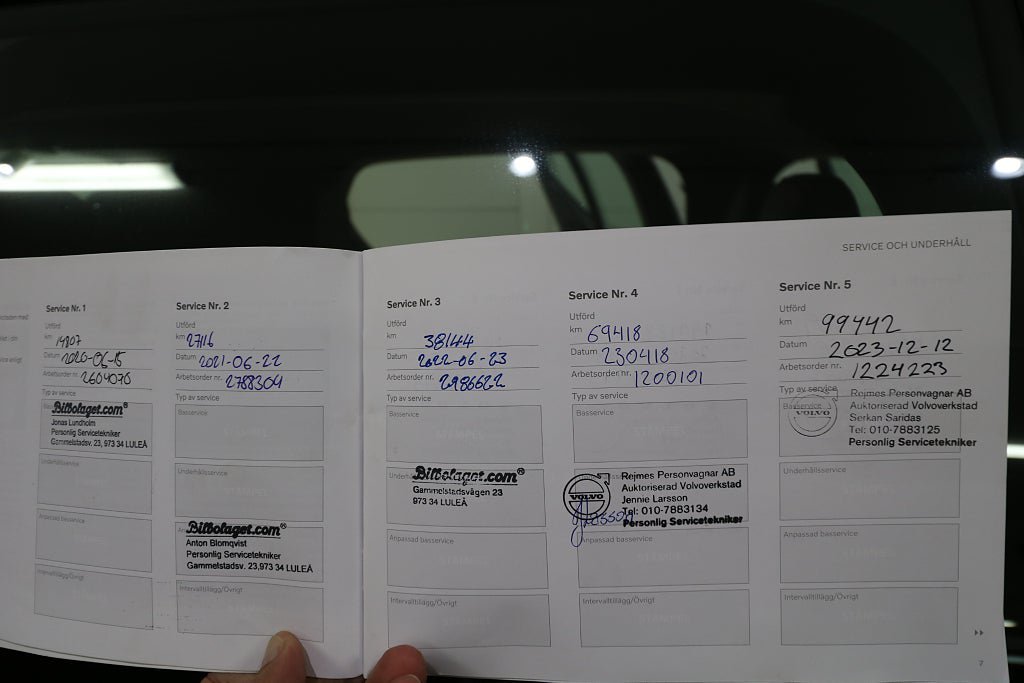 SERVICE OCH UNDERHÅLL
Service Nr. 1
Utförd
km 14807
Datum 2020-06-15
Arbetsorder nr. 2604070
Typ av service
Bilbolaget.com®
Jonas Lundholm
Personlig Servicetekniker
Gammelstadsv. 23, 973 34 LULEÅ
Underhållsservice
Anpassad basservice
Intervalltillägg/Övrigt
Service Nr. 2
Utförd
km 27116
Datum 2021-06-22
Arbetsorder nr. 2788304
Typ av service
Basservice
STÄMPEL
Underhållsservice
Bilbolaget.com®
Anton Blomqvist
Personlig Servicetekniker
Gammelstadsv. 23,973 34 LULEÅ
Intervalltillägg/Övrigt
STÄMPEL
Service Nr. 3
Utförd
km 38144
Datum 2022-06-23
Arbetsorder nr. 2986622
Typ av service
Basservice
STÄMPEL
Bilbolaget.com®
Gammelstadsvägen 23
973 34 LULEÅ
Anpassad basservice
Intervalltillägg/Övrigt
STÄMPEL
Service Nr. 4
Utförd
km 69418
Datum 230418
Arbetsorder nr. 1200101
Typ av service
Basservice
VOLVO
Rejmes Personvagnar AB
Auktoriserad Volvoverkstad
Jennie Larsson
Tel: 010-7883134
Personlig Servicetekniker
Anpassad basservice
Intervalltillägg/Övrigt
STÄMPEL
Service Nr. 5
Utförd
km 99442
Datum 2023-12-12
Arbetsorder nr. 1224223
Typ av service
Basservice
VOLVO
Rejmes Personvagnar AB
Auktoriserad Volvoverkstad
Serkan Saridas
Tel: 010-7883125
Personlig Servicetekniker
Underhållsservice
Anpassad basservice
Intervalltillägg/Övrigt
STÄMPEL
7